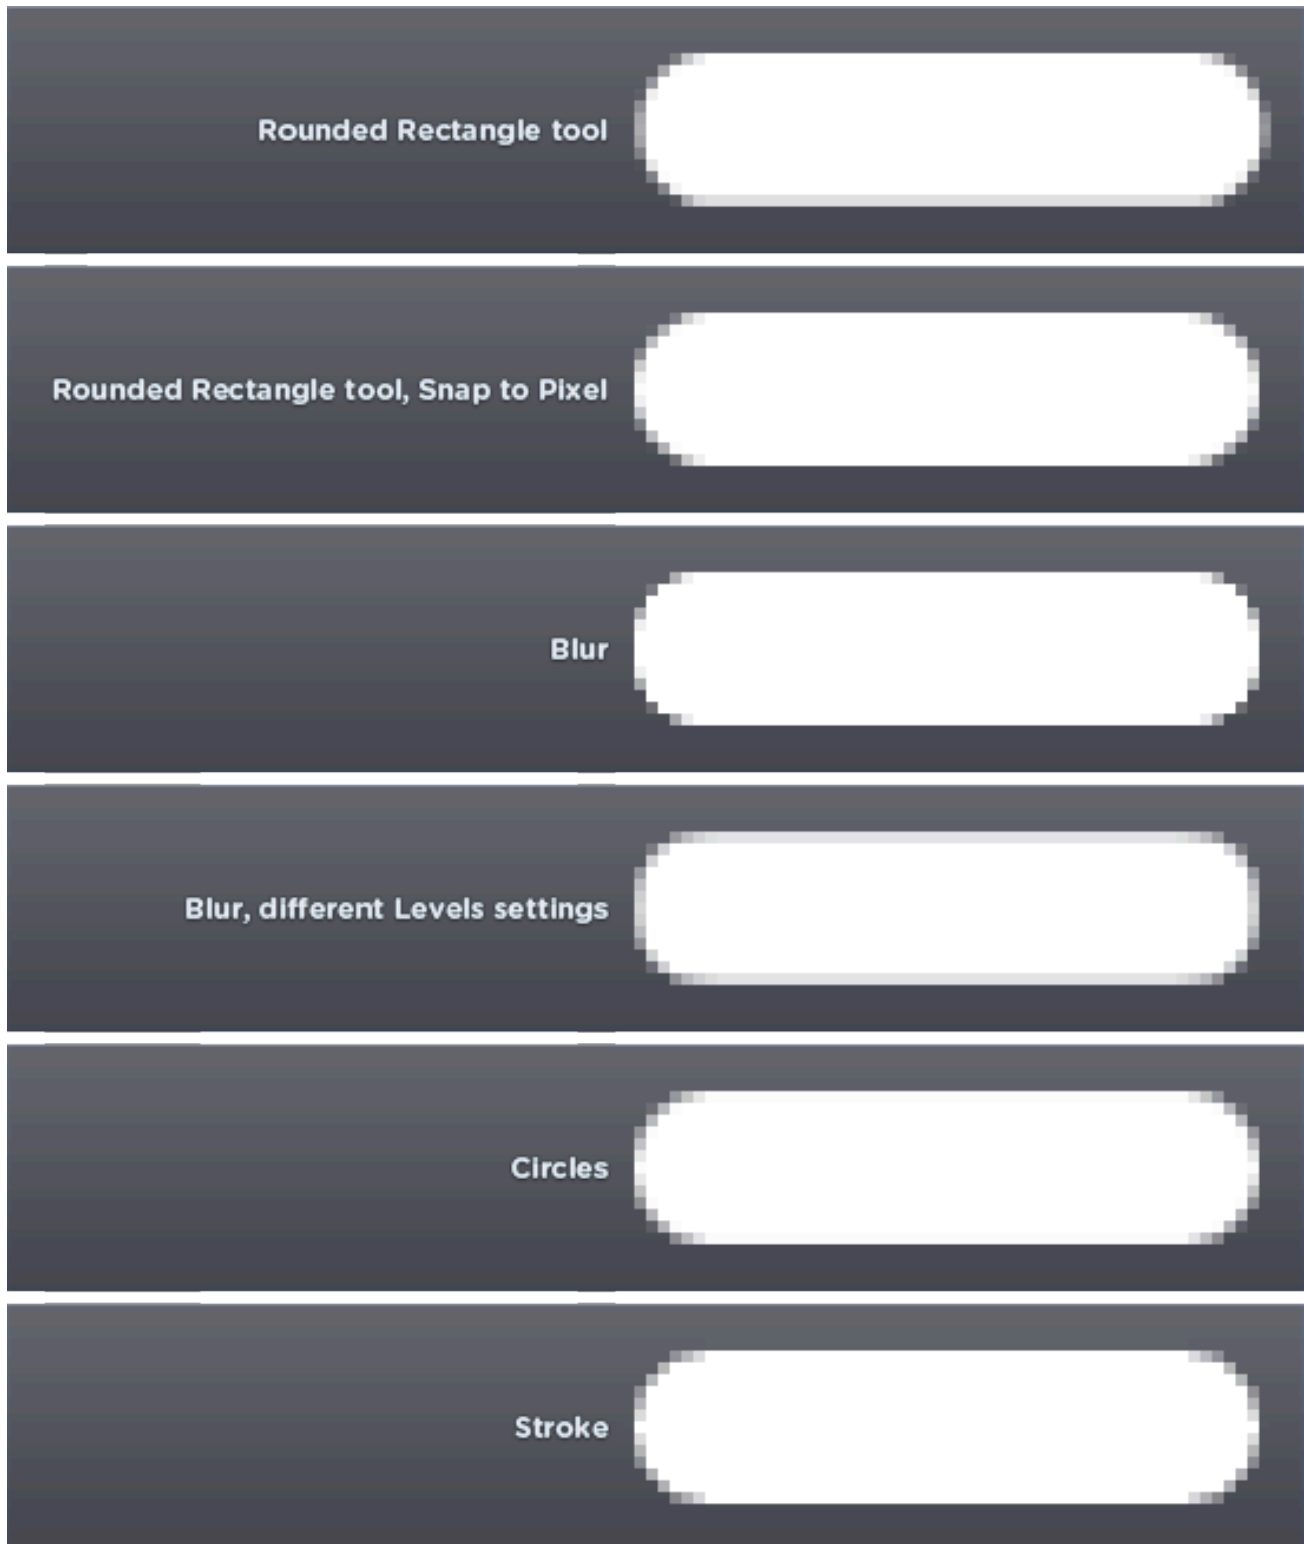 Rounded Rectangle tool
Rounded Rectangle tool, Snap to Pixel
Blur
Blur, different Levels settings
Circles
Stroke